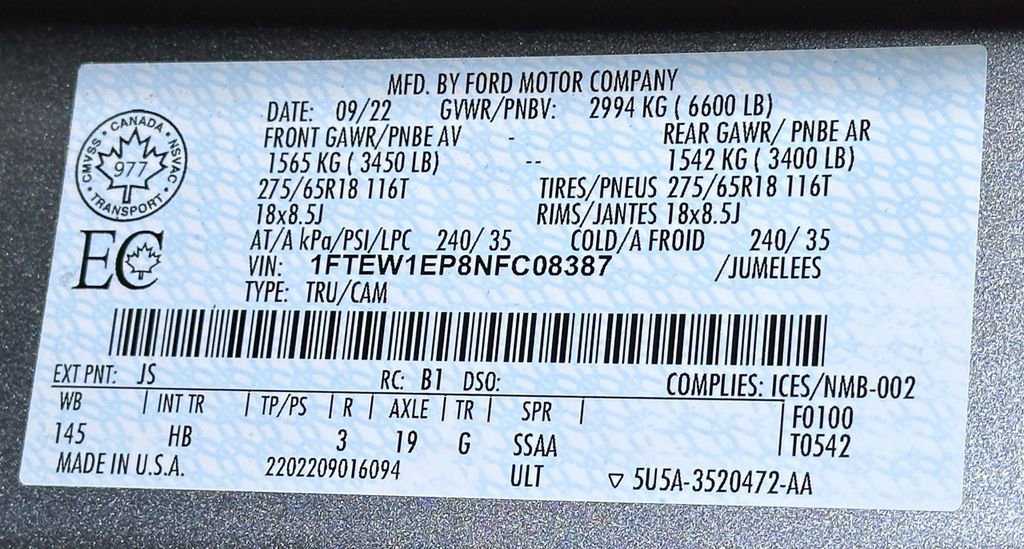 MFD. BY FORD MOTOR COMPANY
DATE: 09/22 GVWR/PNBV: 2994 KG ( 6600 LB)
FRONT GAWR/PNBE AV - REAR GAWR/ PNBE AR
1565 KG ( 3450 LB) -- 1542 KG ( 3400 LB)
275/65R18 116T TIRES/PNEUS 275/65R18 116T
18x8.5J RIMS/JANTES 18x8.5J
AT/A kPa/PSI/LPC 240/ 35 COLD/A FROID 240/ 35
VIN: 1FTEW1EP8NFC08387 /JUMELEES
TYPE: TRU/CAM
CANADA
CMVSS 977 NSVAC
TRANSPORT
EC
EXT PNT: JS RC: B1 DSO: COMPLIES: ICES/NMB-002
WB | INT TR | TP/PS | R | AXLE | TR | SPR | F0100
145 HB 3 19 G SSAA T0542
MADE IN U.S.A. 2202209016094 ULT ▽ 5U5A-3520472-AA